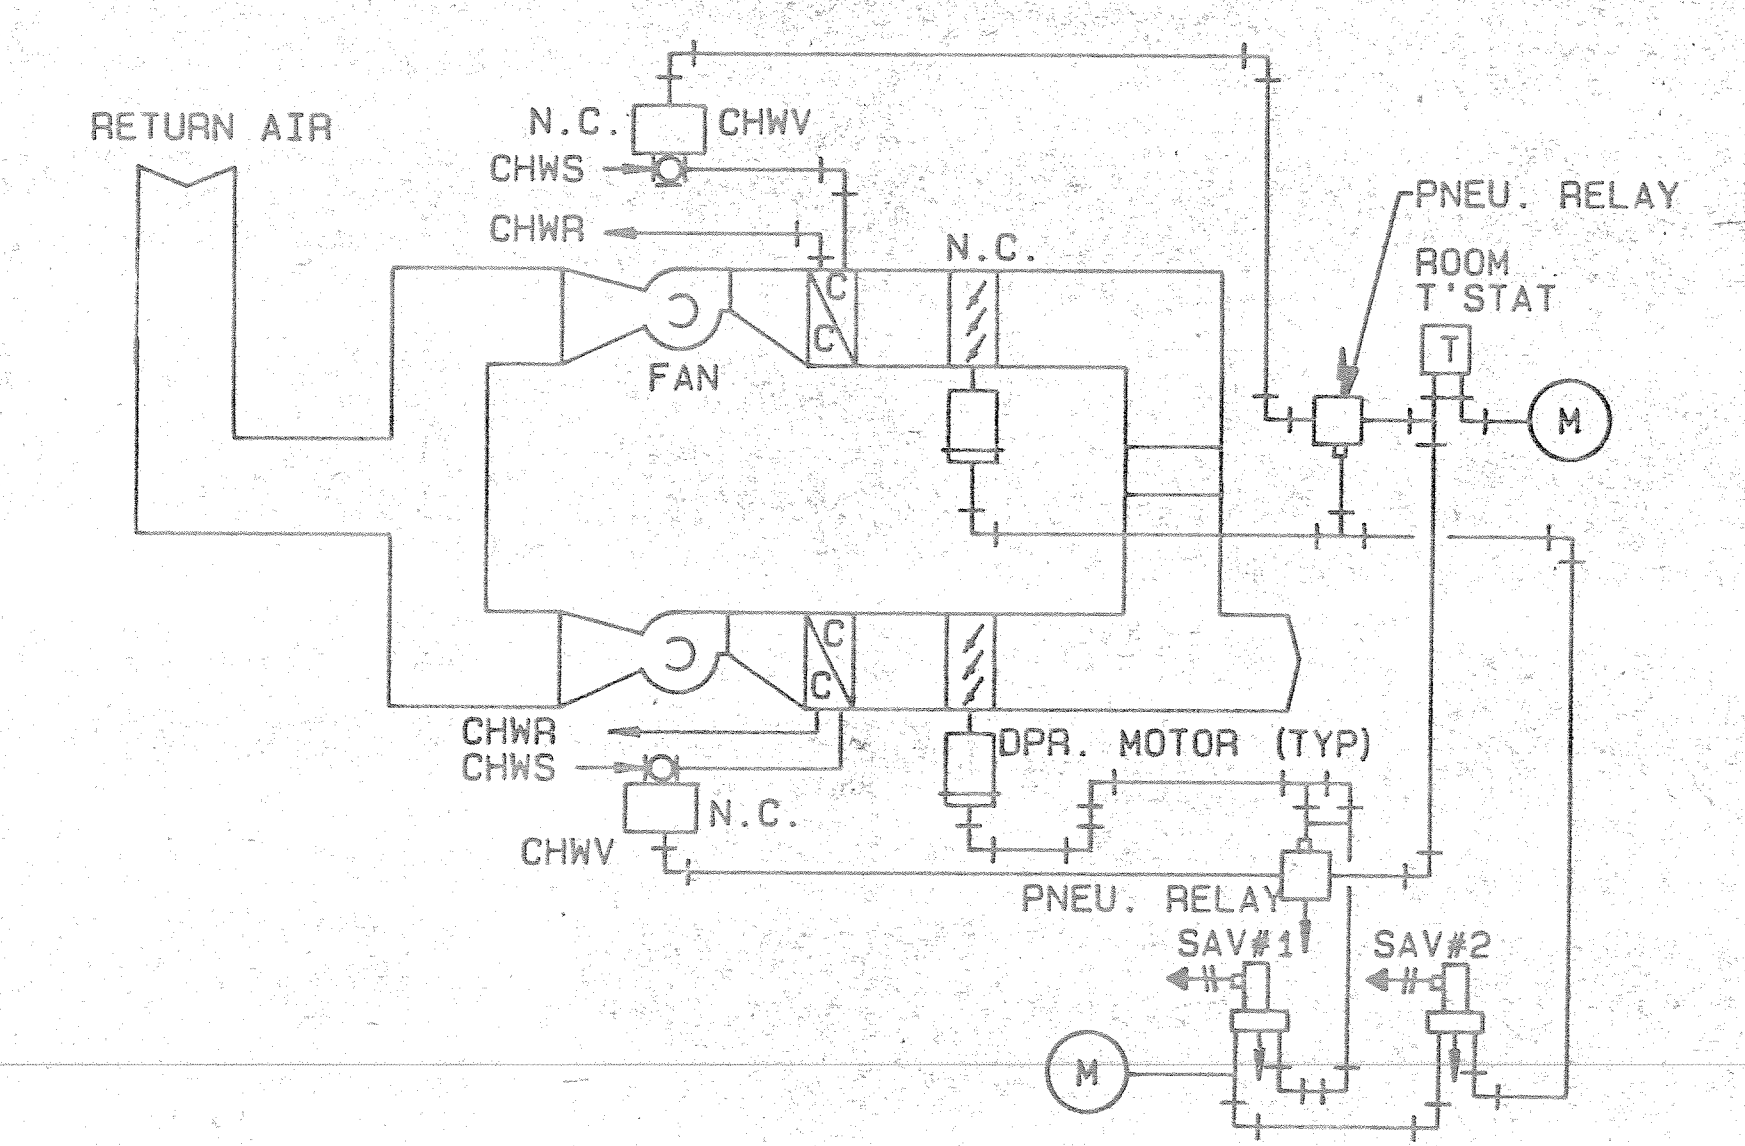 RETURN AIR
N.C.
CHWV
CHWS
CHWR
PNEU. RELAY
ROOM
T'STAT
N.C.
T
C
C
FAN
M
C
C
CHWR
CHWS
DPR. MOTOR (TYP)
N.C.
CHWV
PNEU. RELAY
SAV#1
SAV#2
M